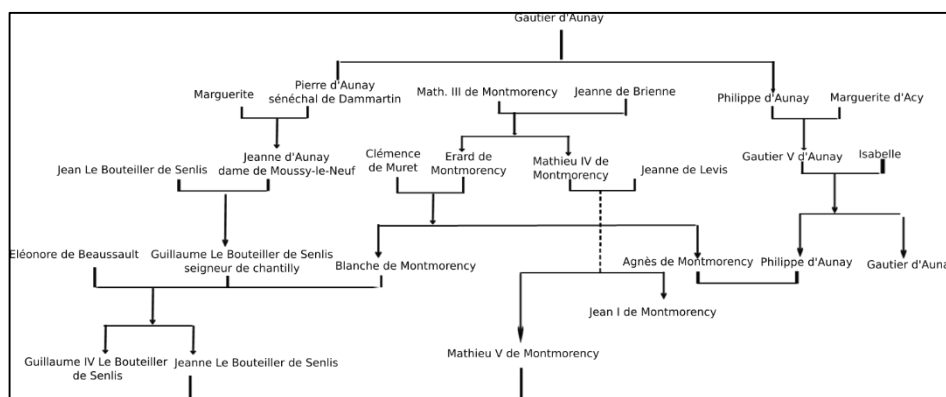 Gautier d'Aunay
Pierre d'Aunay
sénéchal de Dammartin
Marguerite
Math. III de Montmorency
Jeanne de Brienne
Philippe d'Aunay
Marguerite d'Acy
Jean Le Bouteiller de Senlis
Jeanne d'Aunay
dame de Moussy-le-Neuf
Clémence
de Muret
Erard de
Montmorency
Mathieu IV de
Montmorency
Jeanne de Levis
Gautier V d'Aunay
Isabelle
Eléonore de Beaussault
Guillaume Le Bouteiller de Senlis
seigneur de chantilly
Blanche de Montmorency
Agnès de Montmorency
Philippe d'Aunay
Gautier d'Auna
Jean I de Montmorency
Guillaume IV Le Bouteiller
de Senlis
Jeanne Le Bouteiller de Senlis
Mathieu V de Montmorency